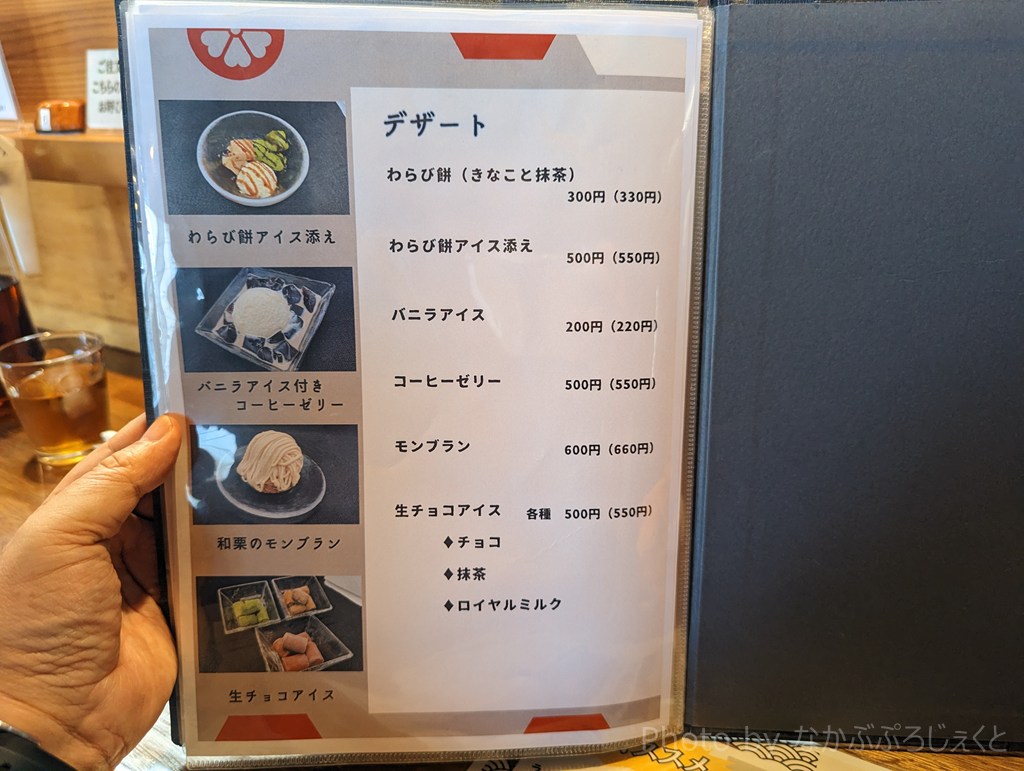 デザート
わらび餅（きなこと抹茶）
300円（330円）
わらび餅アイス添え
500円（550円）
バニラアイス
200円（220円）
コーヒーゼリー
500円（550円）
モンブラン
600円（660円）
生チョコアイス 各種 500円（550円）
♦チョコ
♦抹茶
♦ロイヤルミルク
わらび餅アイス添え
バニラアイス付き
コーヒーゼリー
和栗のモンブラン
生チョコアイス
Photo by なかぶぷろじぇくと